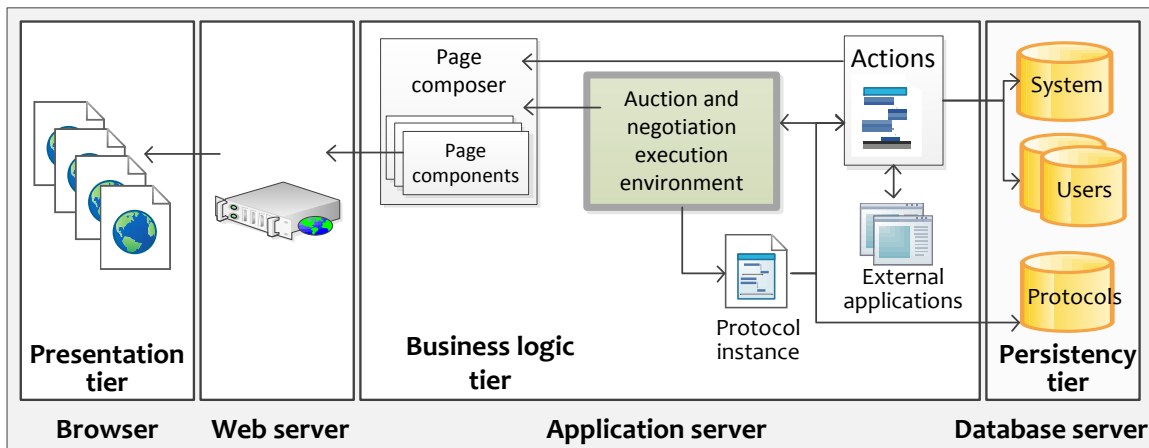 Page
composer
Page
components
Auction and
negotiation
execution
environment
Actions
External
applications
Protocol
instance
System
Users
Protocols
Presentation
tier
Business logic
tier
Persistency
tier
Browser
Web server
Application server
Database server